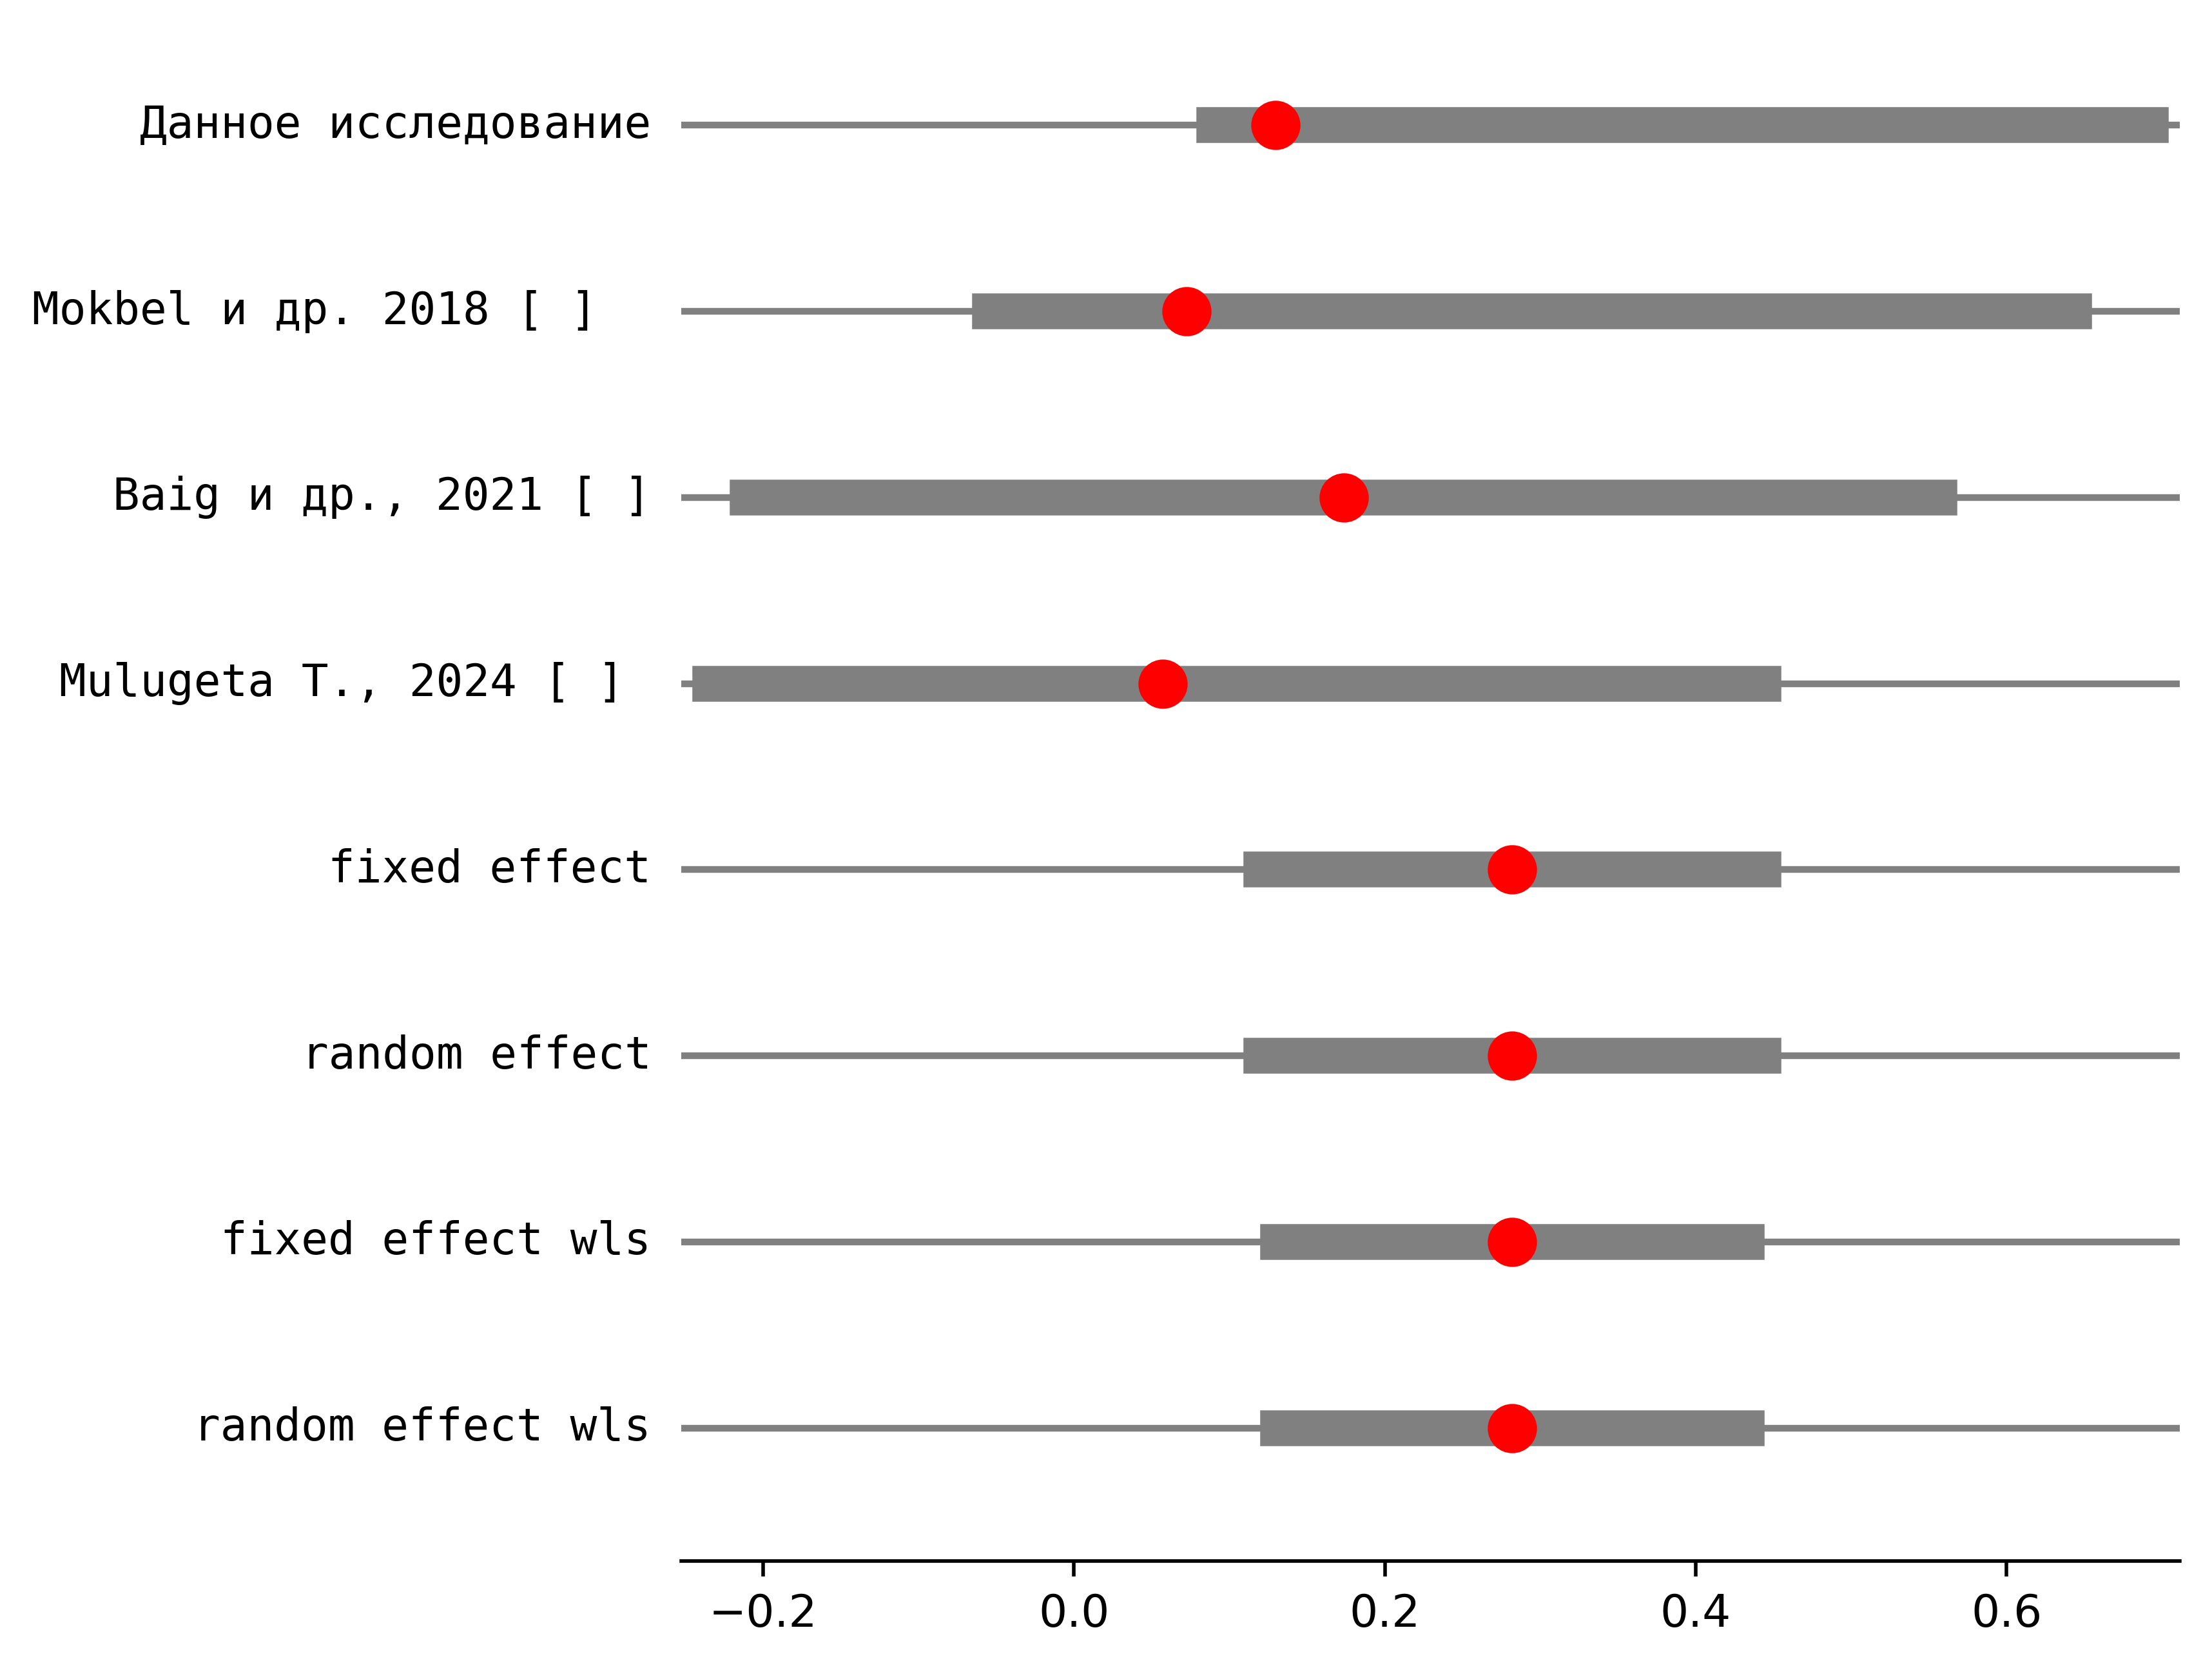 Данное исследование
Mokbel и др. 2018 [ ]
Baig и др., 2021 [ ]
Mulugeta T., 2024 [ ]
fixed effect
random effect
fixed effect wls
random effect wls
−0.2 0.0 0.2 0.4 0.6